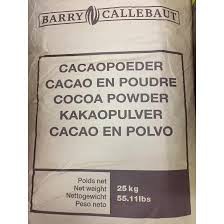 BARRY CALLEBAUT
CACAOPOEDER
CACAO EN POUDRE
COCOA POWDER
KAKAOPULVER
CACAO EN POLVO
Poids net
Net weight 25 kg
Nettogewicht 55.11lbs
Peso neto